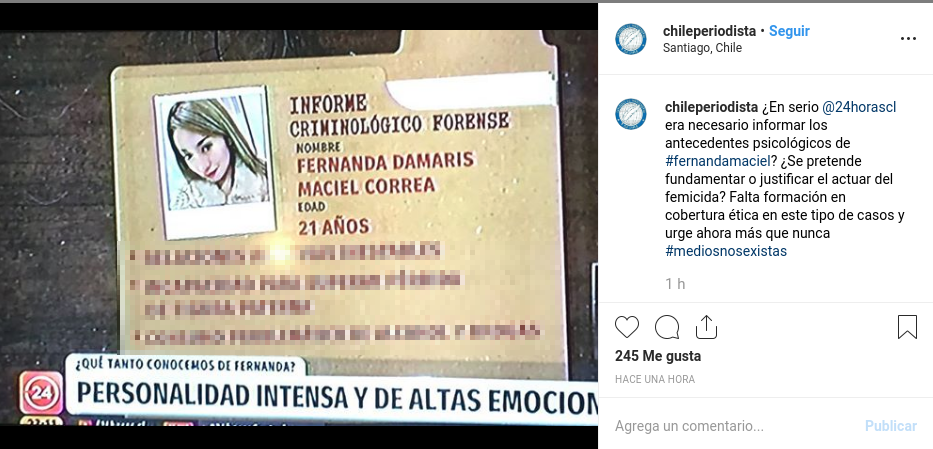 INFORME
CRIMINOLÓGICO FORENSE
NOMBRE
FERNANDA DAMARIS
MACIEL CORREA
EDAD
21 AÑOS
¿QUÉ TANTO CONOCEMOS DE FERNANDA?
24
PERSONALIDAD INTENSA Y DE ALTAS EMOCION
chileperiodista • Seguir
Santiago, Chile
chileperiodista ¿En serio @24horascl
era necesario informar los
antecedentes psicológicos de
#fernandamaciel? ¿Se pretende
fundamentar o justificar el actuar del
femicida? Falta formación en
cobertura ética en este tipo de casos y
urge ahora más que nunca
#mediosnosexistas
1 h
245 Me gusta
HACE UNA HORA
Agrega un comentario...
Publicar